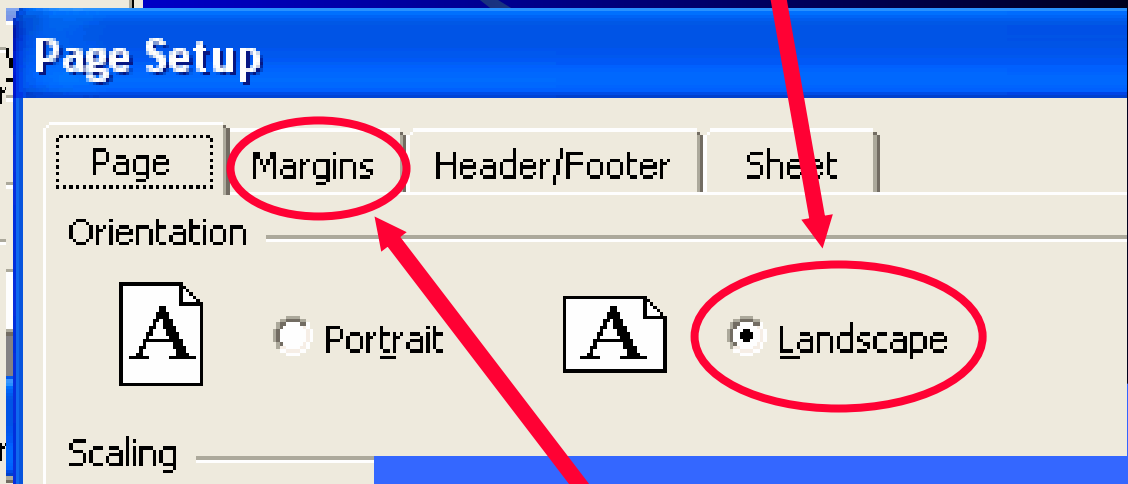 Page Setup
Page Margins Header/Footer Sheet
Orientation
A Portrait A Landscape
Scaling